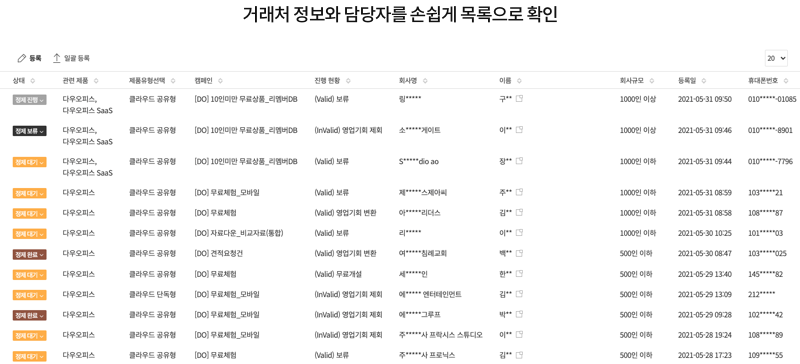 거래처 정보와 담당자를 손쉽게 목록으로 확인
등록 일괄 등록 20
상태 관련 제품 제품유형선택 캠페인 진행 현황 회사명 이름 회사규모 등록일 휴대폰번호
정제 진행 다우오피스, 다우오피스 SaaS 클라우드 공유형 [DO] 10인미만 무료상품_리멤버DB (Valid) 보류 링***** 구** 1000인 이상 2021-05-31 09:50 010*****-01085
정제 보류 다우오피스, 다우오피스 SaaS 클라우드 공유형 [DO] 10인미만 무료상품_리멤버DB (InValid) 영업기회 제외 소*****게이트 이** 1000인 이상 2021-05-31 09:46 010*****-8901
정제 대기 다우오피스, 다우오피스 SaaS 클라우드 공유형 [DO] 10인미만 무료상품_리멤버DB (Valid) 보류 S*****dio ao 장** 1000인 이하 2021-05-31 09:44 010*****-7796
정제 대기 다우오피스 클라우드 공유형 [DO] 무료체험_모바일 (Valid) 보류 제*****스제아씨 주** 1000인 이하 2021-05-31 08:59 103*****21
정제 대기 다우오피스 클라우드 공유형 [DO] 무료체험 (Valid) 영업기회 변환 아*****리더스 김** 1000인 이하 2021-05-31 08:58 108*****87
정제 대기 다우오피스 클라우드 공유형 [DO] 자료다운_비교자료(통합) (Valid) 보류 리***** 이** 1000인 이하 2021-05-30 10:25 101*****03
정제 완료 다우오피스 클라우드 공유형 [DO] 견적요청건 (Valid) 영업기회 변환 여*****침례교회 백** 500인 이하 2021-05-30 08:47 103*****025
정제 대기 다우오피스 클라우드 공유형 [DO] 무료체험 (Valid) 무료개설 세*****인 한** 500인 이하 2021-05-29 13:40 145*****82
정제 대기 다우오피스 클라우드 단독형 [DO] 무료체험_모바일 (InValid) 영업기회 제외 에***** 엔터테인먼트 김** 500인 이하 2021-05-29 13:09 212*****
정제 완료 다우오피스 클라우드 공유형 [DO] 무료체험_모바일 (InValid) 영업기회 제외 에*****그루프 박** 500인 이하 2021-05-29 09:28 102*****42
정제 대기 다우오피스 클라우드 공유형 [DO] 무료체험_모바일 (InValid) 영업기회 제외 주*****사 프락시스 스튜디오 이** 500인 이하 2021-05-28 19:24 108*****89
정제 대기 다우오피스 클라우드 공유형 [DO] 무료체험_모바일 (Valid) 보류 주*****사 프로닉스 김** 500인 이하 2021-05-28 17:23 109*****55